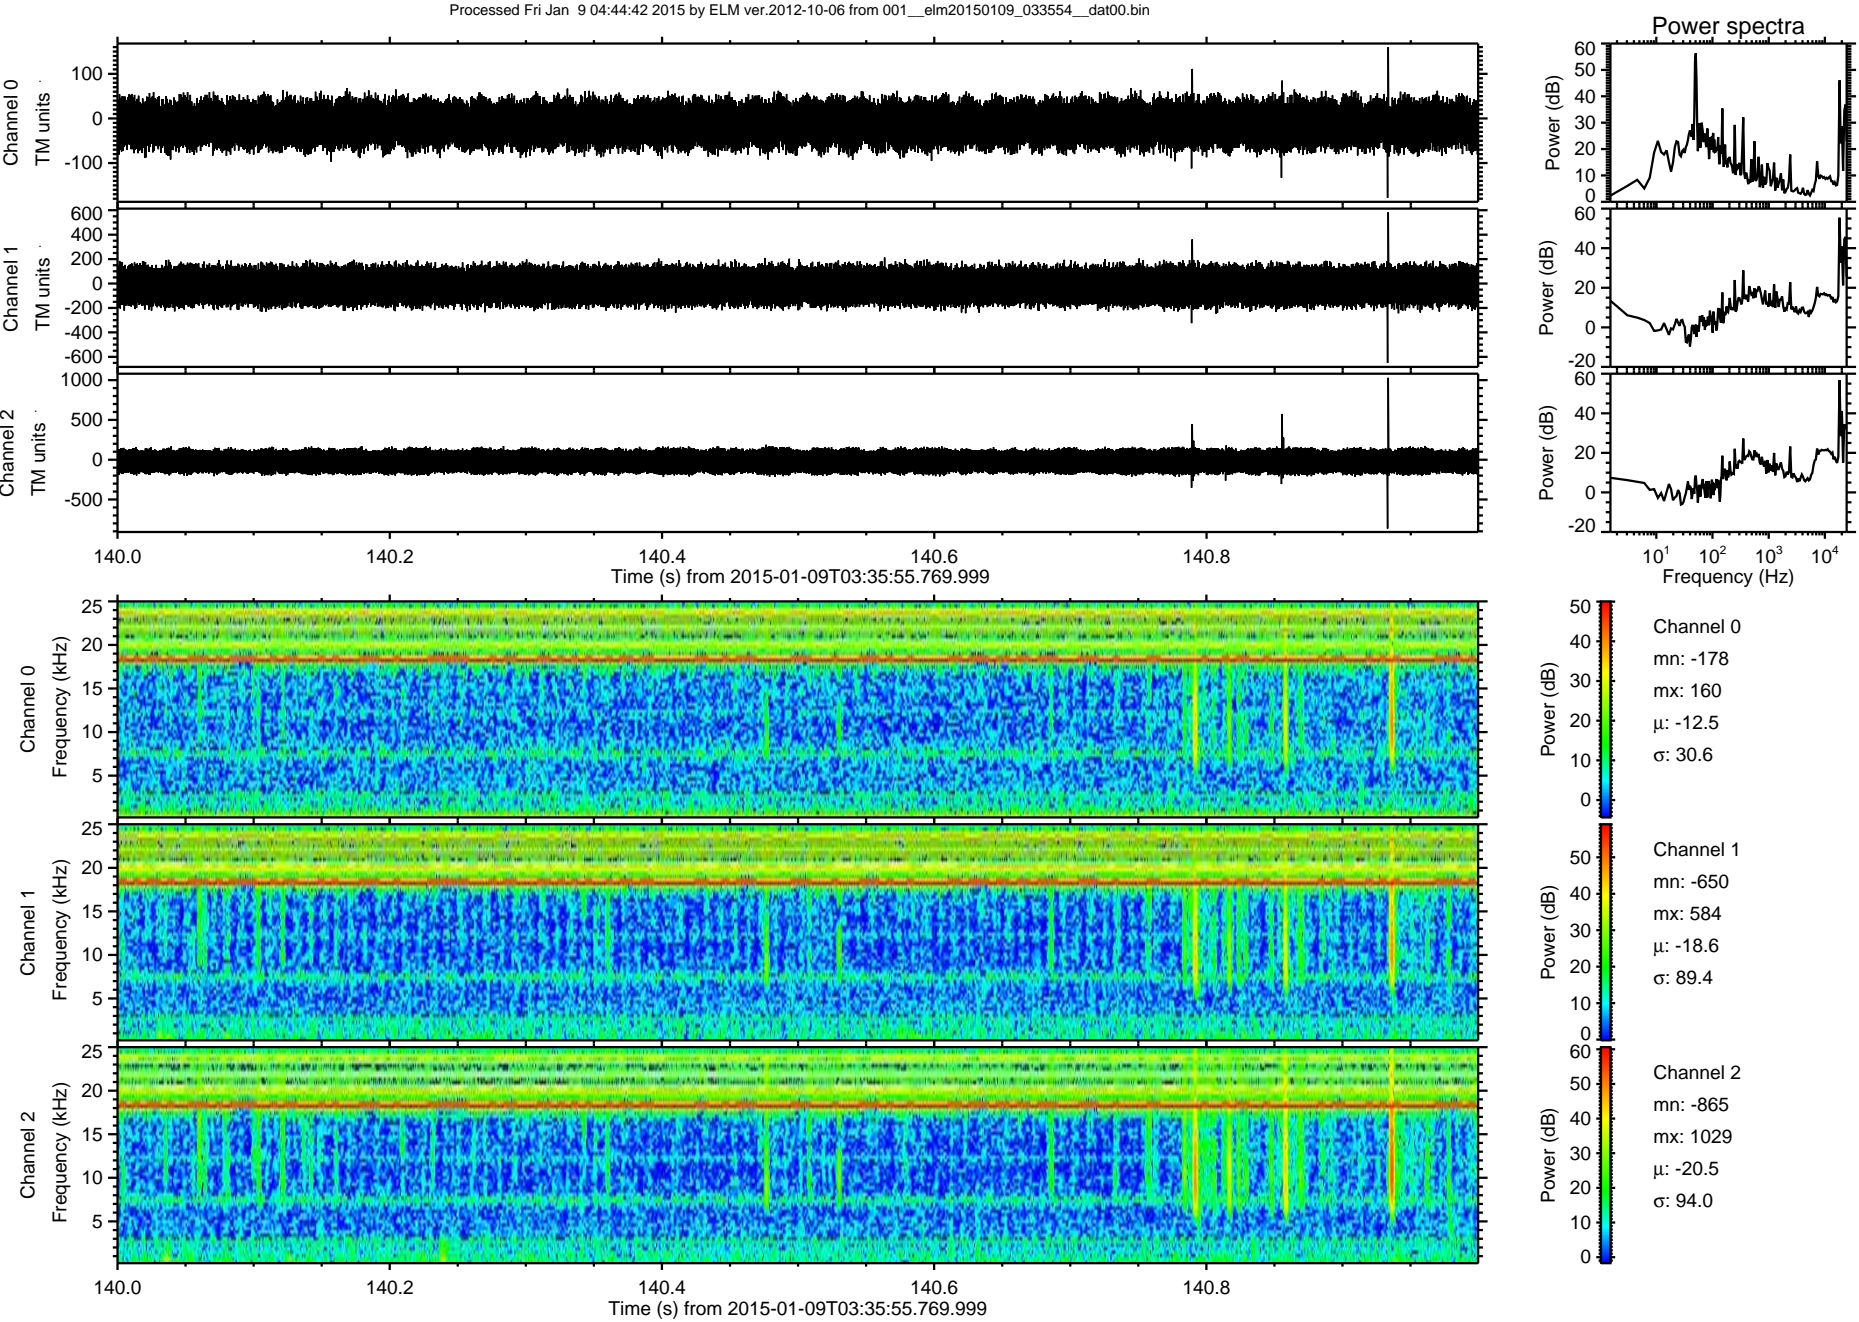 Processed Fri Jan  9 04:44:42 2015 by ELM ver.2012-10-06 from 001__elm20150109_033554__dat00.bin
Power spectra
Channel 0
TM units
100
0
-100
Power (dB)
60
50
40
30
20
10
0
Channel 1
TM units
600
400
200
0
-200
-400
-600
Power (dB)
60
40
20
0
-20
Channel 2
TM units
1000
500
0
-500
Power (dB)
60
40
20
0
-20
140.0 140.2 140.4 140.6 140.8
Time (s) from 2015-01-09T03:35:55.769.999
10¹ 10² 10³ 10⁴
Frequency (Hz)
Channel 0
Frequency (kHz)
25
20
15
10
5
Power (dB)
50
40
30
20
10
0
Channel 0
mn: -178
mx: 160
μ: -12.5
σ: 30.6
Channel 1
Frequency (kHz)
25
20
15
10
5
Power (dB)
50
40
30
20
10
0
Channel 1
mn: -650
mx: 584
μ: -18.6
σ: 89.4
Channel 2
Frequency (kHz)
25
20
15
10
5
Power (dB)
60
50
40
30
20
10
0
Channel 2
mn: -865
mx: 1029
μ: -20.5
σ: 94.0
140.0 140.2 140.4 140.6 140.8
Time (s) from 2015-01-09T03:35:55.769.999